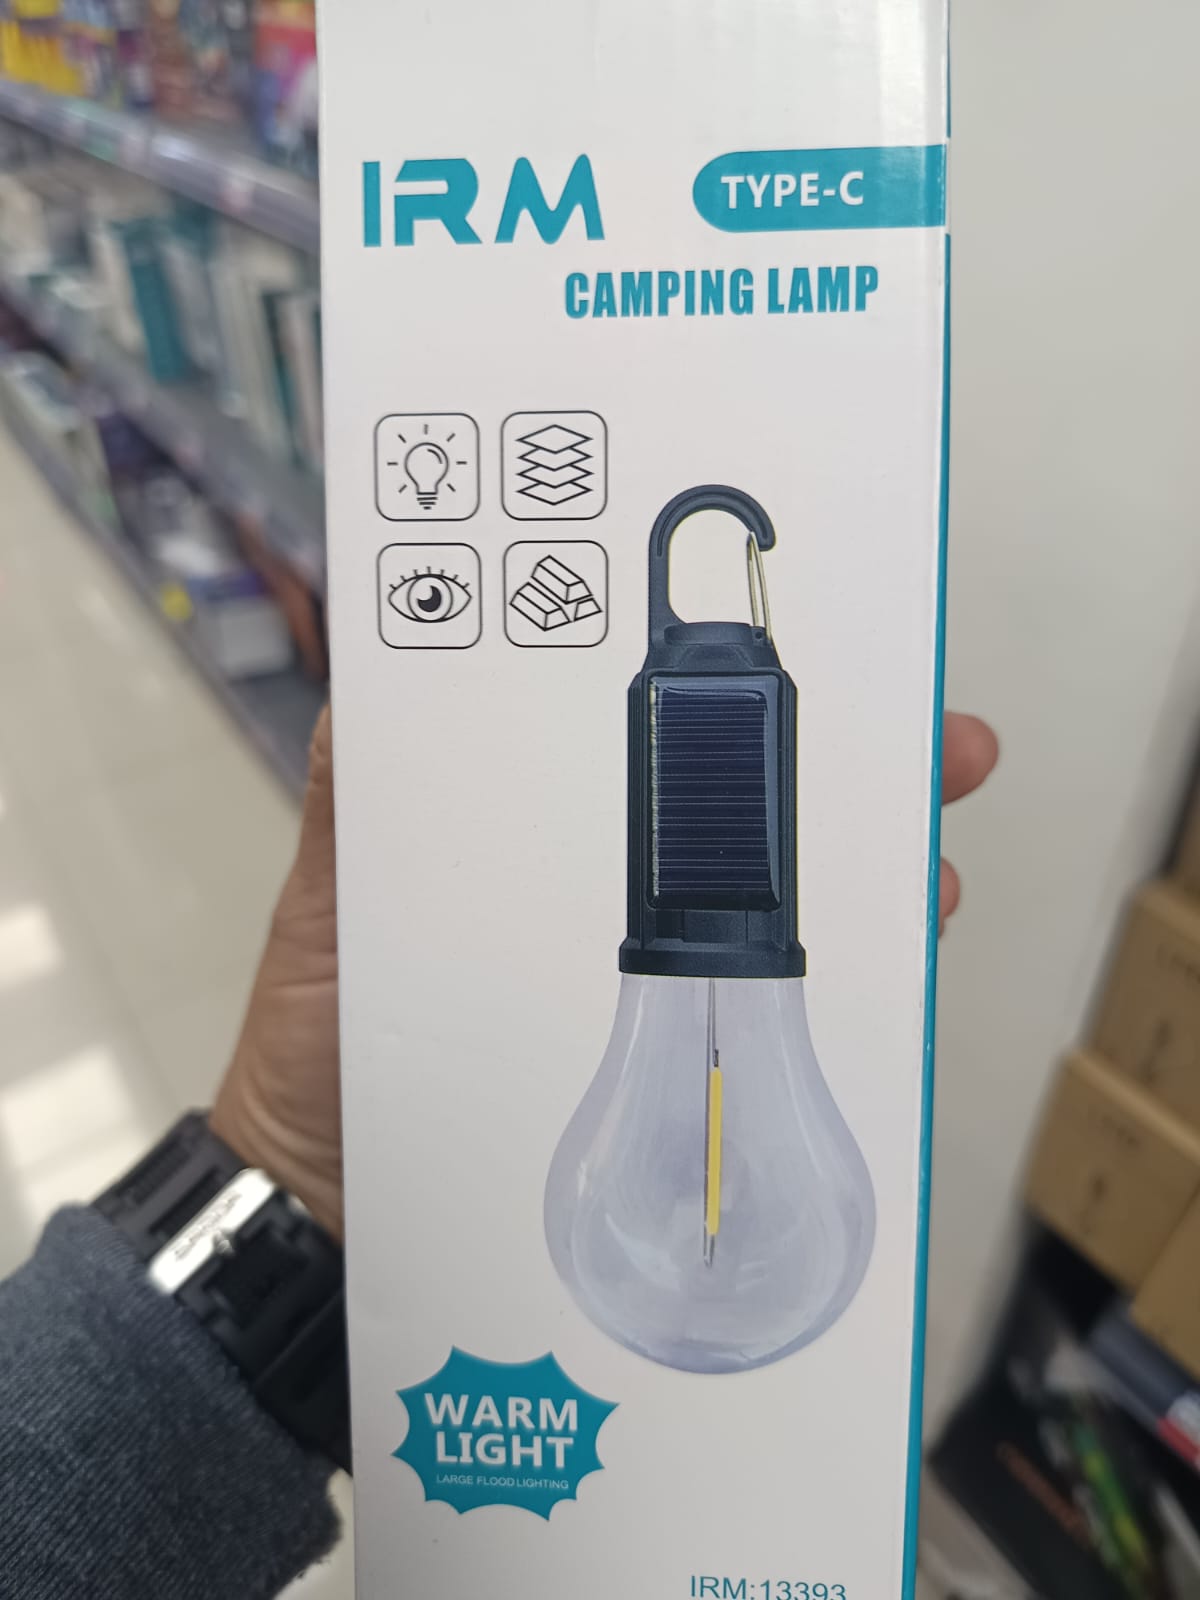 IRM
TYPE-C
CAMPING LAMP
WARM
LIGHT
LARGE FLOOD LIGHTING
IRM:13393